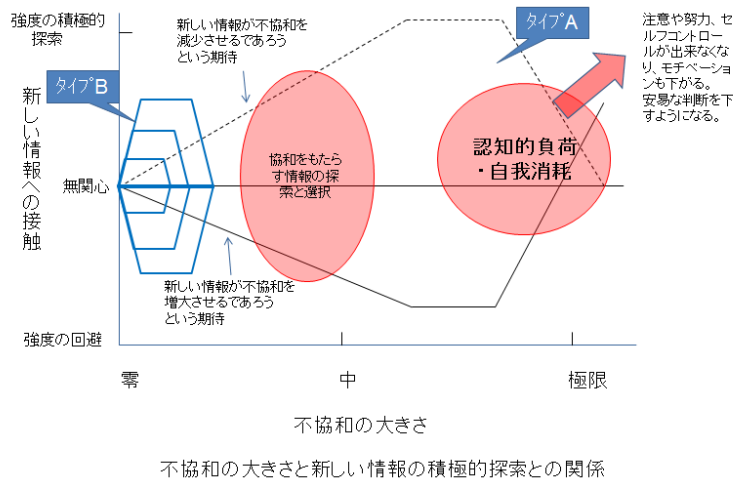 強度の積極的
探索
新しい情報が不協和を
減少させるであろう
という期待
タイプA
注意や努力、セ
ルフコントロー
ルが出来なくな
り、モチベーショ
ンも下がる。
安易な判断を下
すようになる。
タイプB
新しい情報への接触
協和をもたら
す情報の探
索と選択
認知的負荷
・自我消耗
無関心
新しい情報が不協和を
増大させるであろう
という期待
強度の回避
零
中
極限
不協和の大きさ
不協和の大きさと新しい情報の積極的探索との関係